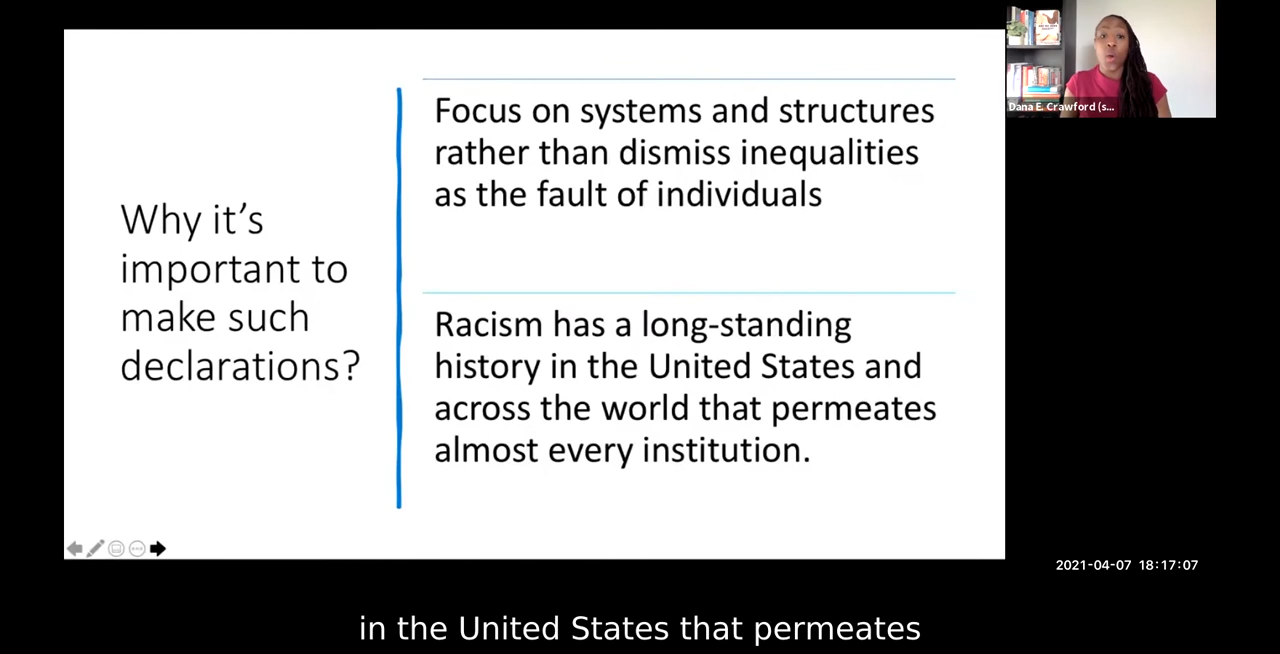 Why it's
important to
make such
declarations?
Focus on systems and structures
rather than dismiss inequalities
as the fault of individuals
Racism has a long-standing
history in the United States and
across the world that permeates
almost every institution.
Dana E. Crawford (s...
2021-04-07 18:17:07
in the United States that permeates